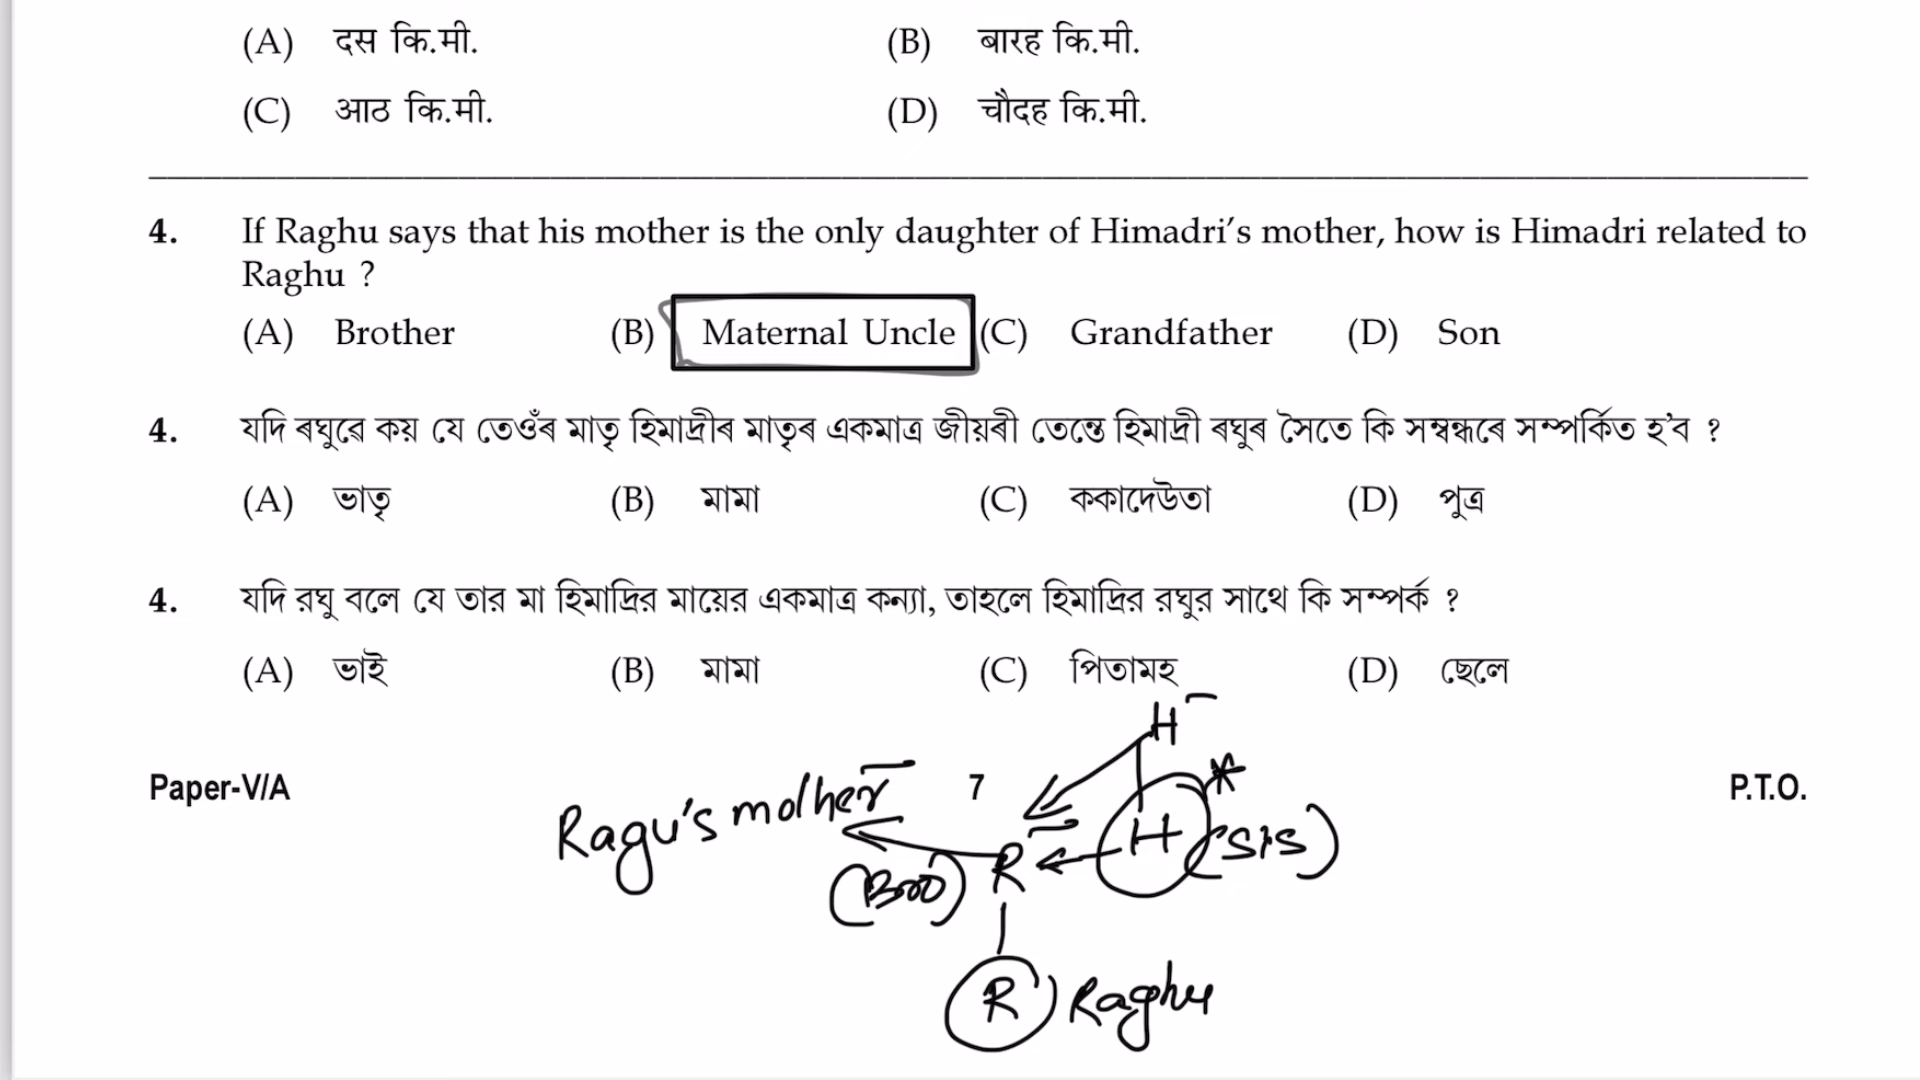 (A) दस कि.मी. (B) बारह कि.मी.
(C) आठ कि.मी. (D) चौदह कि.मी.
4. If Raghu says that his mother is the only daughter of Himadri’s mother, how is Himadri related to
Raghu ?
(A) Brother (B) Maternal Uncle (C) Grandfather (D) Son
4. যদি ৰঘুৱে কয় যে তেওঁৰ মাতৃ হিমাদ্ৰীৰ মাতৃৰ একমাত্ৰ জীয়ৰী তেন্তে হিমাদ্ৰী ৰঘুৰ সৈতে কি সম্বন্ধৰে সম্পৰ্কিত হ’ব ?
(A) ভাতৃ (B) মামা (C) ককাদেউতা (D) পুত্ৰ
4. যদি রঘু বলে যে তার মা হিমাদ্রির মায়ের একমাত্র কন্যা, তাহলে হিমাদ্রির রঘুর সাথে কি সম্পর্ক ?
(A) ভাই (B) মামা (C) পিতামহ (D) ছেলে
H
Paper-V/A 7 P.T.O.
Ragu's mother
R H (sis)
(Bro)
R Raghu